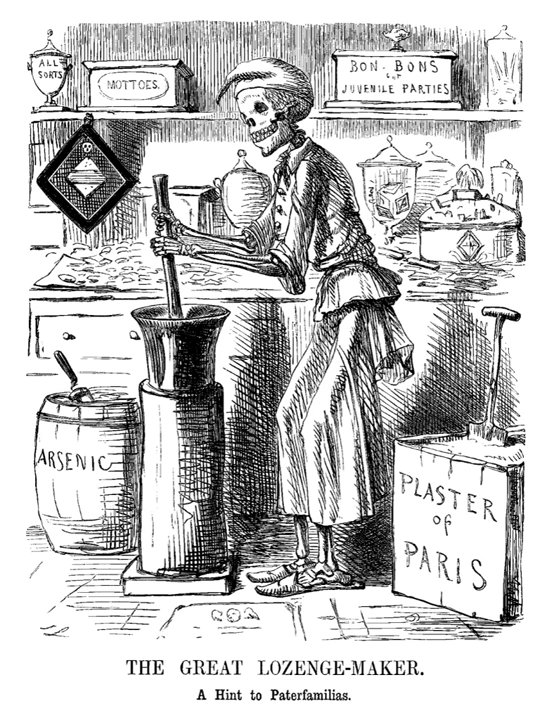 ALL
SORTS
MOTTOES.
BON. BONS
FOR
JUVENILE PARTIES
ARSENIC
PLASTER
OF
PARIS
THE GREAT LOZENGE-MAKER.
A Hint to Paterfamilias.